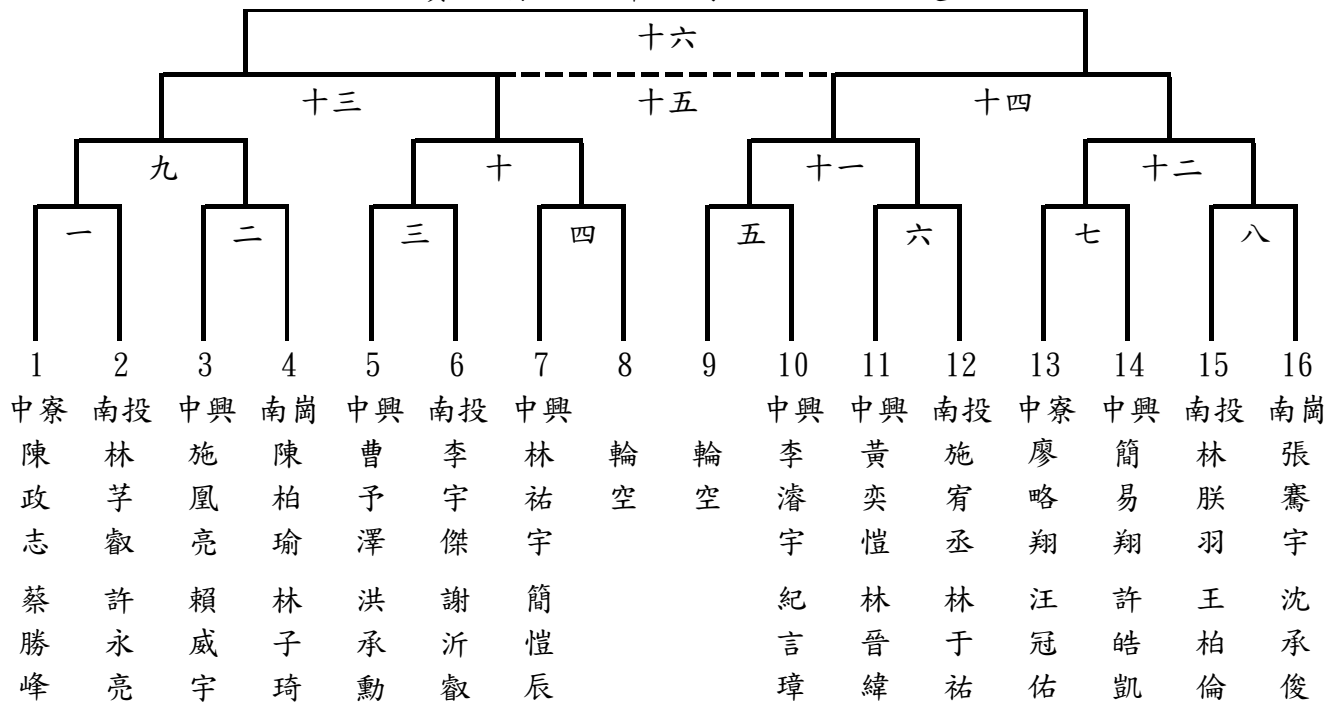 十六
十三 十五 十四
九 十 十一 十二
一 二 三 四 五 六 七 八
1 2 3 4 5 6 7 8 9 10 11 12 13 14 15 16
中寮 南投 中興 南崗 中興 南投 中興 中興 中興 南投 中寮 中興 南投 南崗
陳政志 林芓叡 施凰亮 陳柏瑜 曹予澤 李宇傑 林祐宇 輪空 輪空 李濬宇 黃奕愷 施宥丞 廖略翔 簡易翔 林朕羽 張騫宇
蔡勝峰 許永亮 賴威宇 林子琦 洪承勳 謝沂叡 簡愷辰 紀言璋 林晉緯 林于祐 汪冠佑 許皓凱 王柏倫 沈承俊